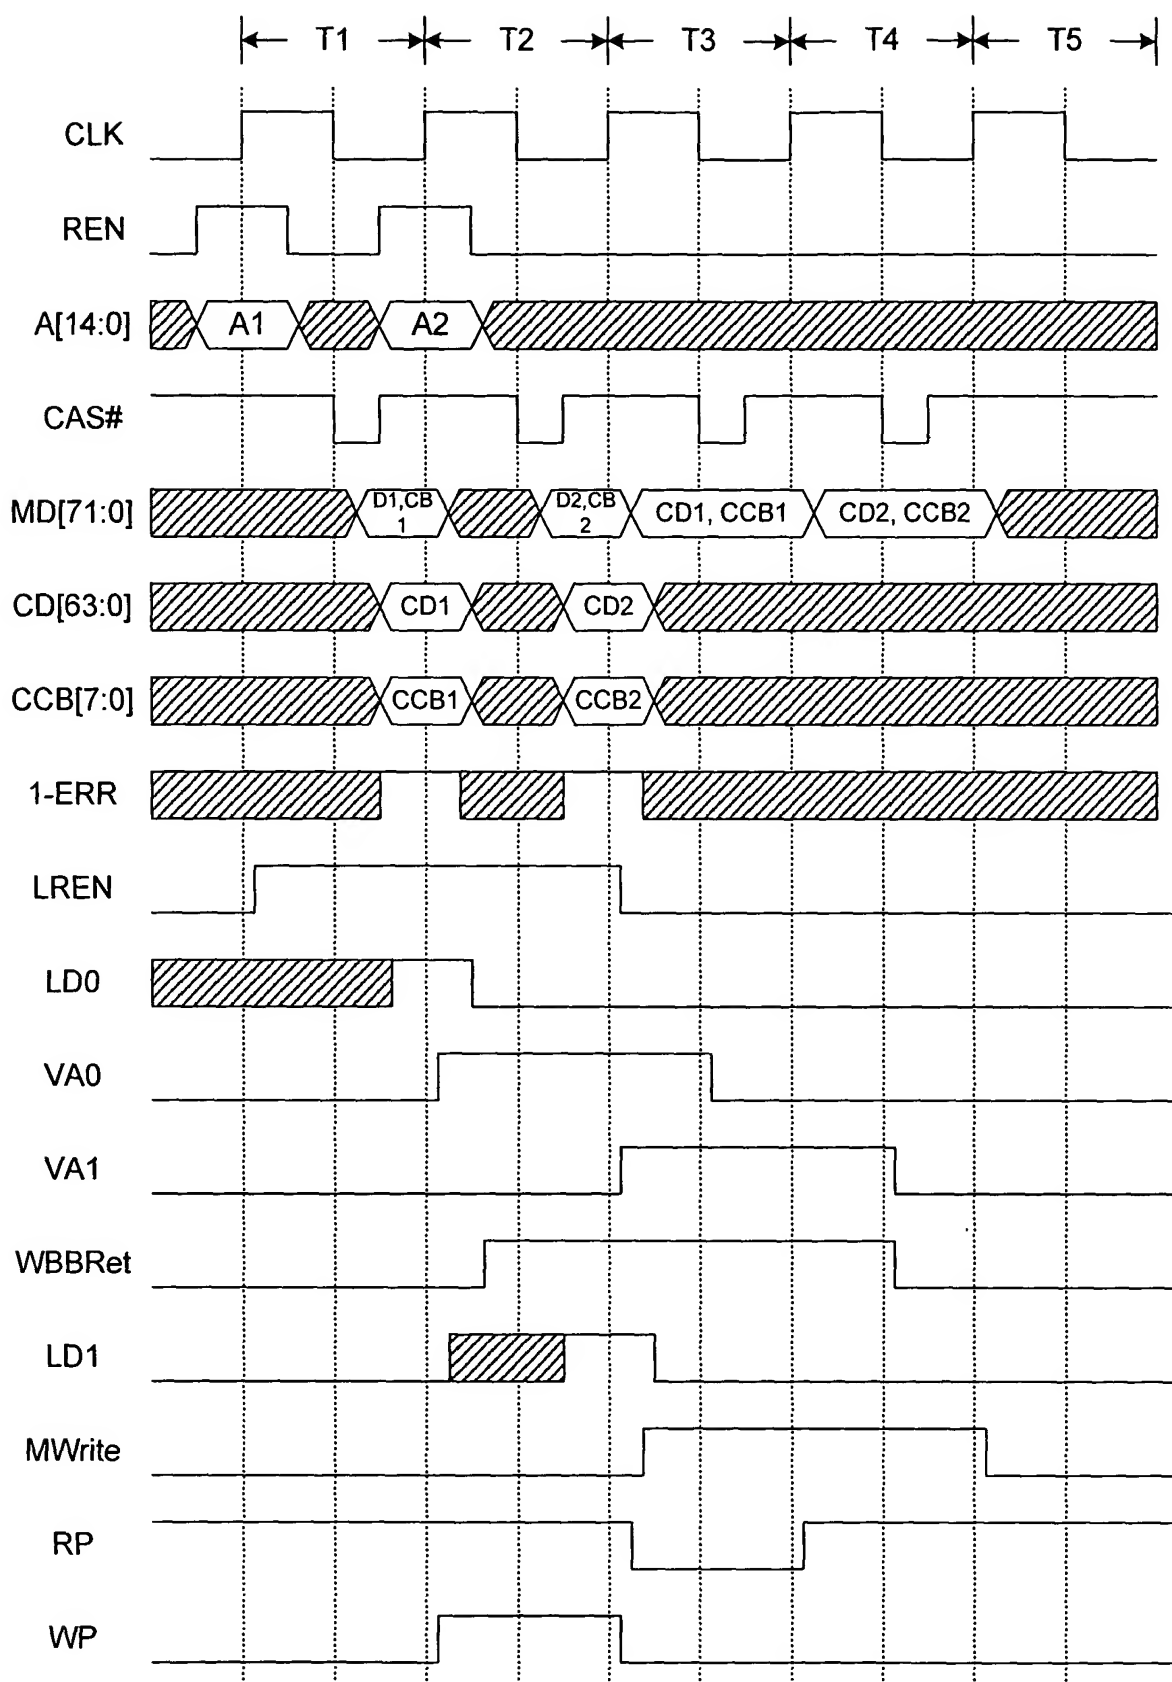 T1 T2 T3 T4 T5
CLK
REN
A[14:0] A1 A2
CAS#
MD[71:0] D1,CB 1 D2,CB 2 CD1, CCB1 CD2, CCB2
CD[63:0] CD1 CD2
CCB[7:0] CCB1 CCB2
1-ERR
LREN
LD0
VA0
VA1
WBBRet
LD1
MWrite
RP
WP